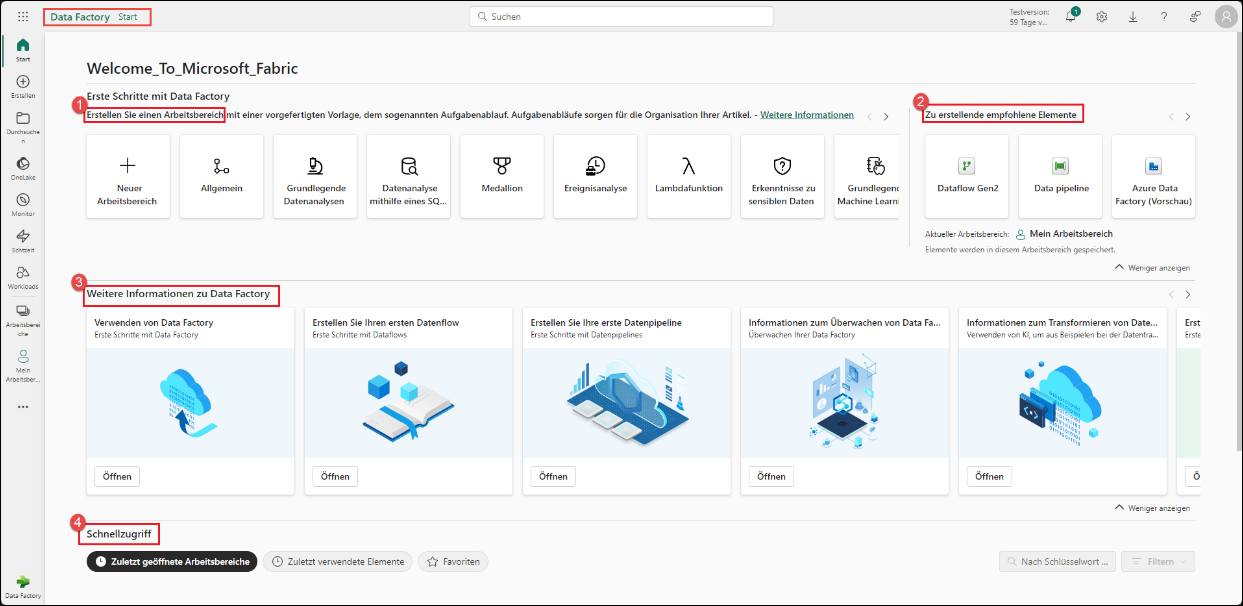 Data Factory Start
Suchen
Testversion:
59 Tage v...
1
Start
Erstellen
Durchsuche
n
OneLake
Monitor
Echtzeit
Workloads
Arbeitsberei
che
Mein
Arbeitsber...
Data Factory
Welcome_To_Microsoft_Fabric
Erste Schritte mit Data Factory
1
Erstellen Sie einen Arbeitsbereich mit einer vorgefertigten Vorlage, dem sogenannten Aufgabenablauf. Aufgabenabläufe sorgen für die Organisation Ihrer Artikel. - Weitere Informationen
Neuer
Arbeitsbereich
Allgemein
Grundlegende
Datenanalysen
Datenanalyse
mithilfe eines SQ...
Medallion
Ereignisanalyse
Lambdafunktion
Erkenntnisse zu
sensiblen Daten
Grundlegend
Machine Learni
2
Zu erstellende empfohlene Elemente
Dataflow Gen2
Data pipeline
Azure Data
Factory (Vorschau)
Aktueller Arbeitsbereich: Mein Arbeitsbereich
Elemente werden in diesem Arbeitsbereich gespeichert.
Weniger anzeigen
3
Weitere Informationen zu Data Factory
Verwenden von Data Factory
Erste Schritte mit Data Factory
Öffnen
Erstellen Sie Ihren ersten Datenflow
Erste Schritte mit Dataflows
Öffnen
Erstellen Sie Ihre erste Datenpipeline
Erste Schritte mit Datenpipelines
Öffnen
Informationen zum Überwachen von Data Fa...
Überwachen Ihrer Data Factory
Öffnen
Informationen zum Transformieren von Date...
Verwenden von KI, um aus Beispielen bei der Datentra...
Öffnen
Erst
Erste
Ö
Weniger anzeigen
4
Schnellzugriff
Zuletzt geöffnete Arbeitsbereiche
Zuletzt verwendete Elemente
Favoriten
Nach Schlüsselwort ...
Filtern